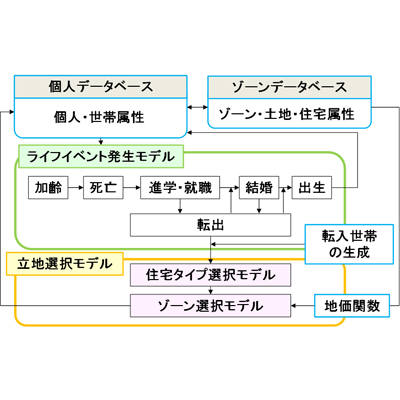 個人データベース
ゾーンデータベース
個人・世帯属性
ゾーン・土地・住宅属性
ライフイベント発生モデル
加齢
死亡
進学・就職
結婚
出生
転出
転入世帯
の生成
立地選択モデル
住宅タイプ選択モデル
ゾーン選択モデル
地価関数